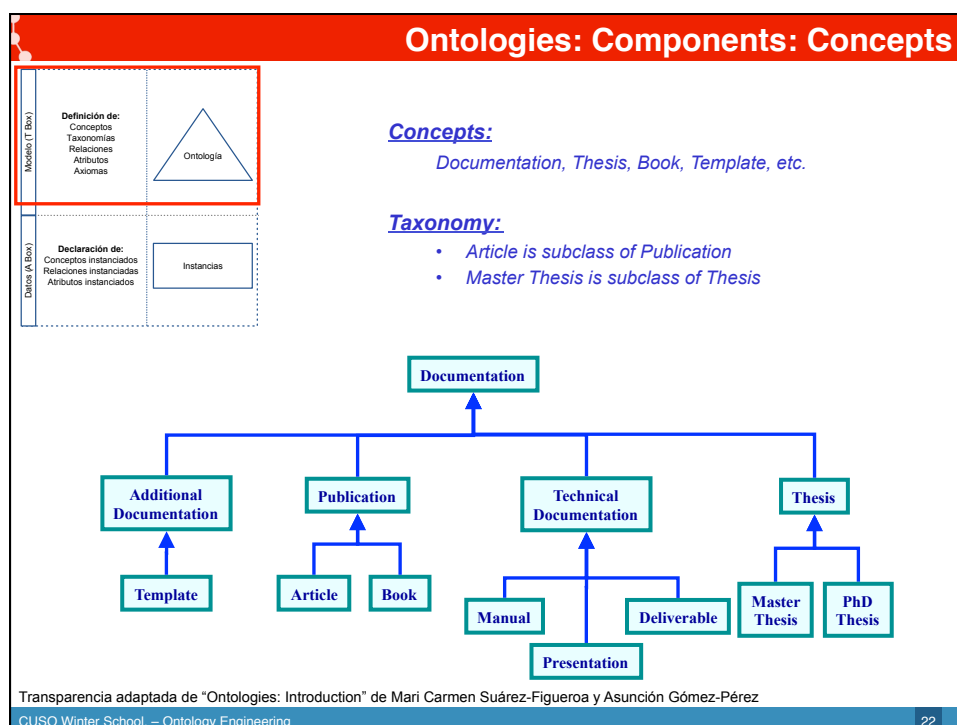 Ontologies: Components: Concepts
Modelo (T Box)
Definición de:
Conceptos
Taxonomías
Relaciones
Atributos
Axiomas
Ontología
Datos (A Box)
Declaración de:
Conceptos instanciados
Relaciones instanciadas
Atributos instanciados
Instancias
Concepts:
Documentation, Thesis, Book, Template, etc.
Taxonomy:
• Article is subclass of Publication
• Master Thesis is subclass of Thesis
Documentation
Additional
Documentation
Publication
Technical
Documentation
Thesis
Template
Article
Book
Manual
Presentation
Deliverable
Master
Thesis
PhD
Thesis
Transparencia adaptada de “Ontologies: Introduction” de Mari Carmen Suárez-Figueroa y Asunción Gómez-Pérez
CUSO Winter School – Ontology Engineering
22